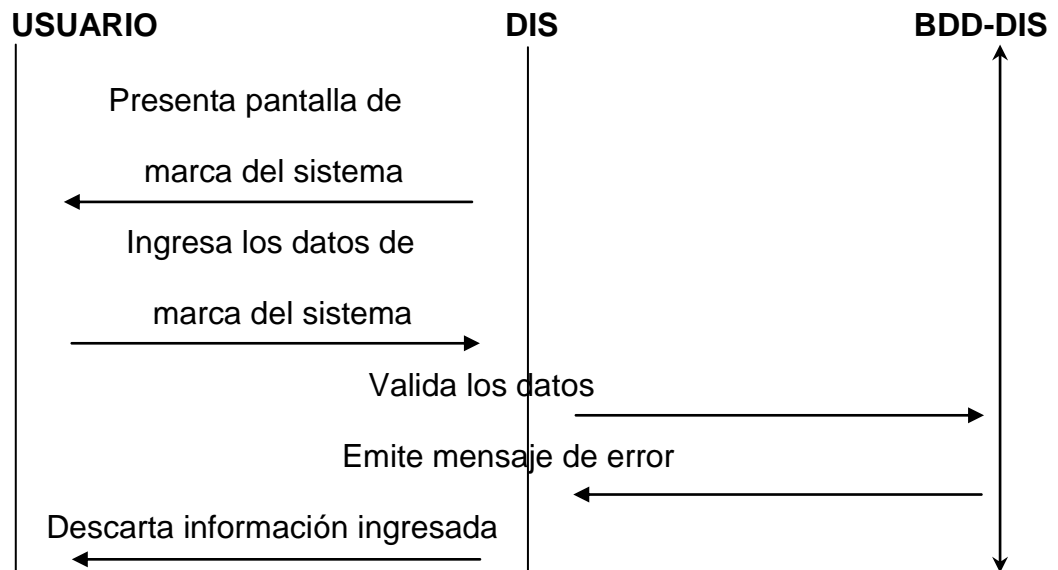 USUARIO DIS BDD-DIS
Presenta pantalla de
marca del sistema
Ingresa los datos de
marca del sistema
Valida los datos
Emite mensaje de error
Descarta información ingresada